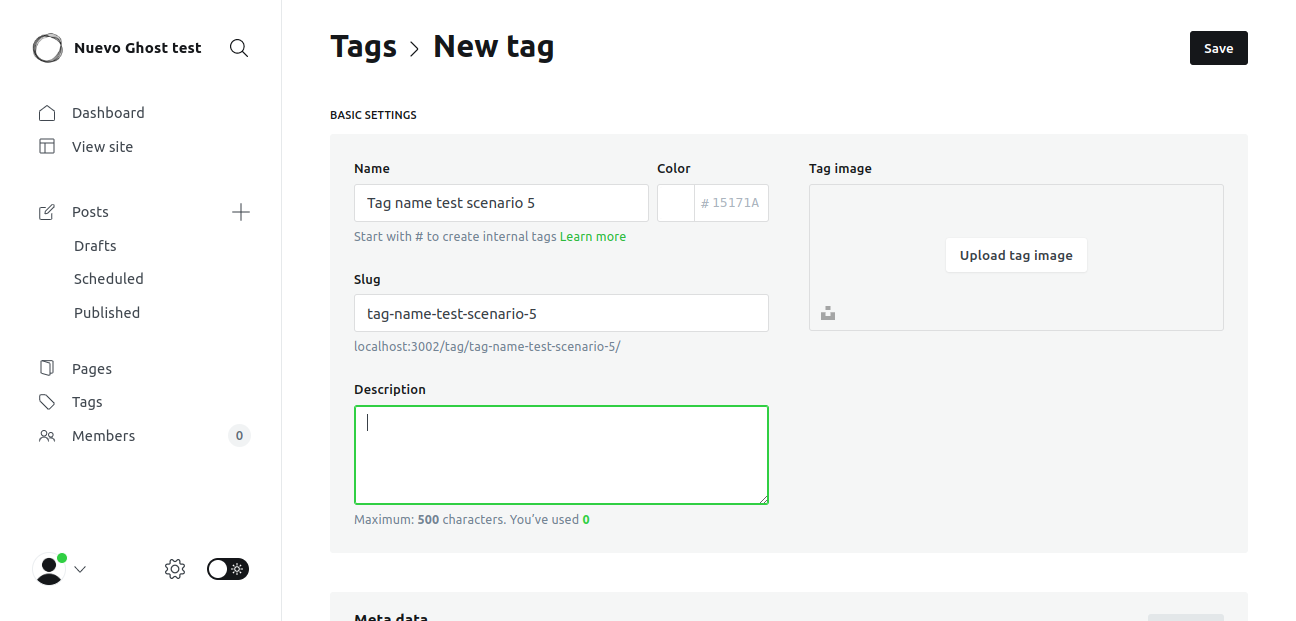 Nuevo Ghost test
Dashboard
View site
Posts
Drafts
Scheduled
Published
Pages
Tags
Members 0
Tags > New tag
Save
BASIC SETTINGS
Name
Tag name test scenario 5
Color
# 15171A
Start with # to create internal tags Learn more
Slug
tag-name-test-scenario-5
localhost:3002/tag/tag-name-test-scenario-5/
Description
Maximum: 500 characters. You’ve used 0
Tag image
Upload tag image
Meta data